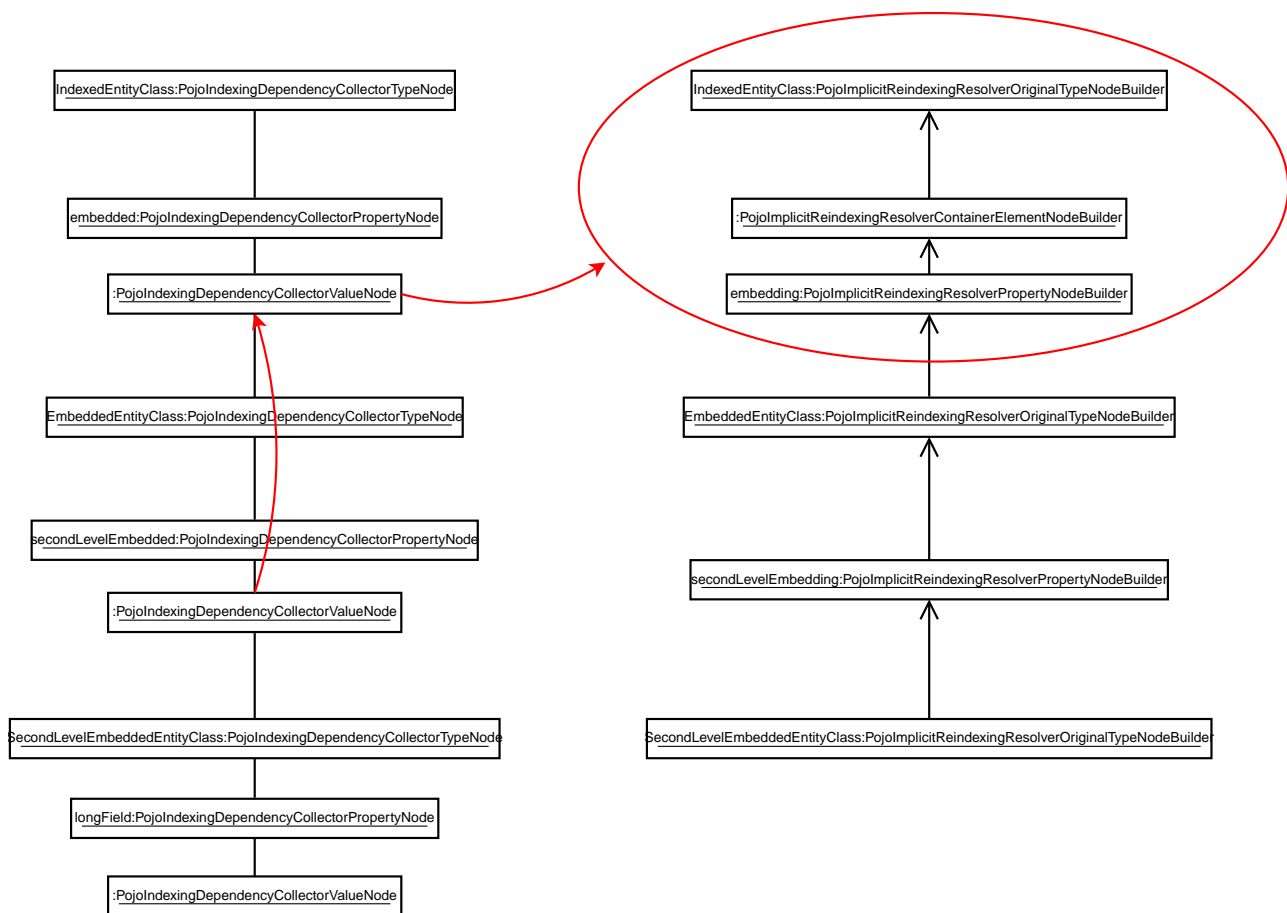 IndexedEntityClass:PojoIndexingDependencyCollectorTypeNode
embedded:PojoIndexingDependencyCollectorPropertyNode
:PojoIndexingDependencyCollectorValueNode
EmbeddedEntityClass:PojoIndexingDependencyCollectorTypeNode
secondLevelEmbedded:PojoIndexingDependencyCollectorPropertyNode
:PojoIndexingDependencyCollectorValueNode
SecondLevelEmbeddedEntityClass:PojoIndexingDependencyCollectorTypeNode
longField:PojoIndexingDependencyCollectorPropertyNode
:PojoIndexingDependencyCollectorValueNode
IndexedEntityClass:PojoImplicitReindexingResolverOriginalTypeNodeBuilder
:PojoImplicitReindexingResolverContainerElementNodeBuilder
embedding:PojoImplicitReindexingResolverPropertyNodeBuilder
EmbeddedEntityClass:PojoImplicitReindexingResolverOriginalTypeNodeBuilder
secondLevelEmbedding:PojoImplicitReindexingResolverPropertyNodeBuilder
SecondLevelEmbeddedEntityClass:PojoImplicitReindexingResolverOriginalTypeNodeBuilder